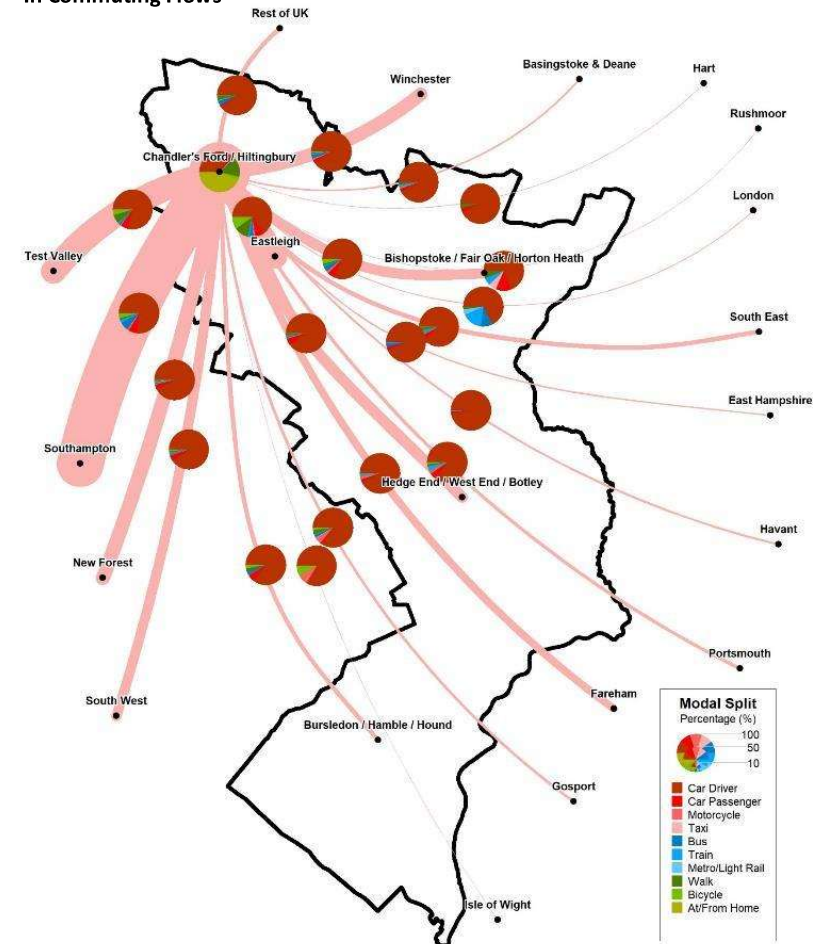 In Commuting Flows
Rest of UK
Basingstoke & Deane
Hart
Winchester
Rushmoor
Chandler's Ford / Hiltingbury
London
Eastleigh
Test Valley
Bishopstoke / Fair Oak / Horton Heath
South East
East Hampshire
Southampton
Hedge End / West End / Botley
Havant
New Forest
Portsmouth
Fareham
South West
Bursledon / Hamble / Hound
Gosport
Isle of Wight
Modal Split
Percentage (%)
100
50
10
Car Driver
Car Passenger
Motorcycle
Taxi
Bus
Train
Metro/Light Rail
Walk
Bicycle
At/From Home